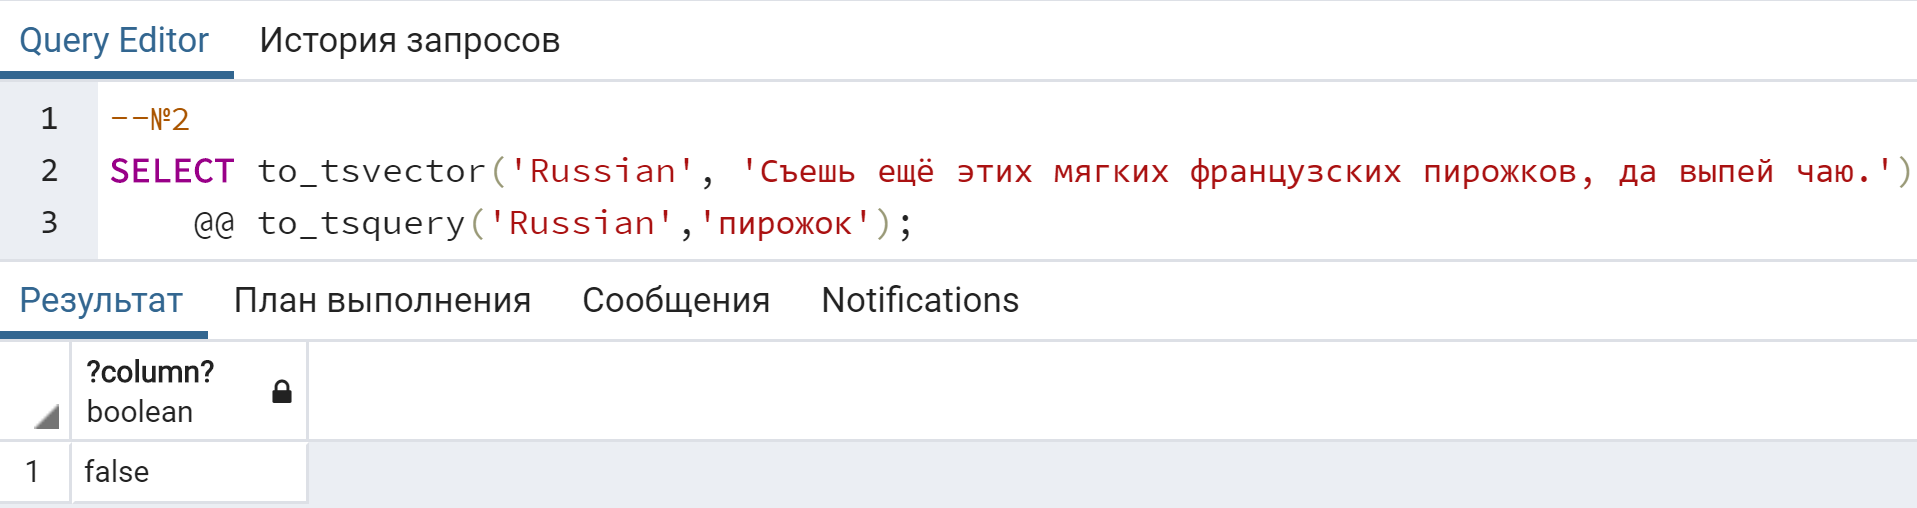 Query Editor История запросов
1 --№2
2 SELECT to_tsvector('Russian', 'Съешь ещё этих мягких французских пирожков, да выпей чаю.')
3 @@ to_tsquery('Russian','пирожок');
Результат План выполнения Сообщения Notifications
?column?
boolean
1 false